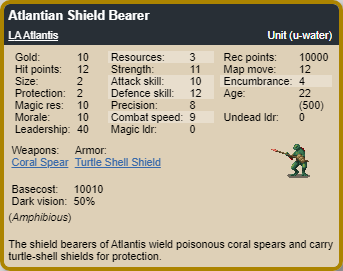 Atlantian Shield Bearer
LA Atlantis Unit (u-water)
Gold: 10 Resources: 3 Rec points: 10000
Hit points: 12 Strength: 11 Map move: 12
Size: 2 Attack skill: 10 Encumbrance: 4
Protection: 2 Defence skill: 12 Age: 22
Magic res: 10 Precision: 8 (500)
Morale: 10 Combat speed: 9 Undead ldr: 0
Leadership: 40 Magic ldr: 0
Weapons: Armor:
Coral Spear Turtle Shell Shield
Basecost: 10010
Dark vision: 50%
(Amphibious)
The shield bearers of Atlantis wield poisonous coral spears and carry
turtle-shell shields for protection.